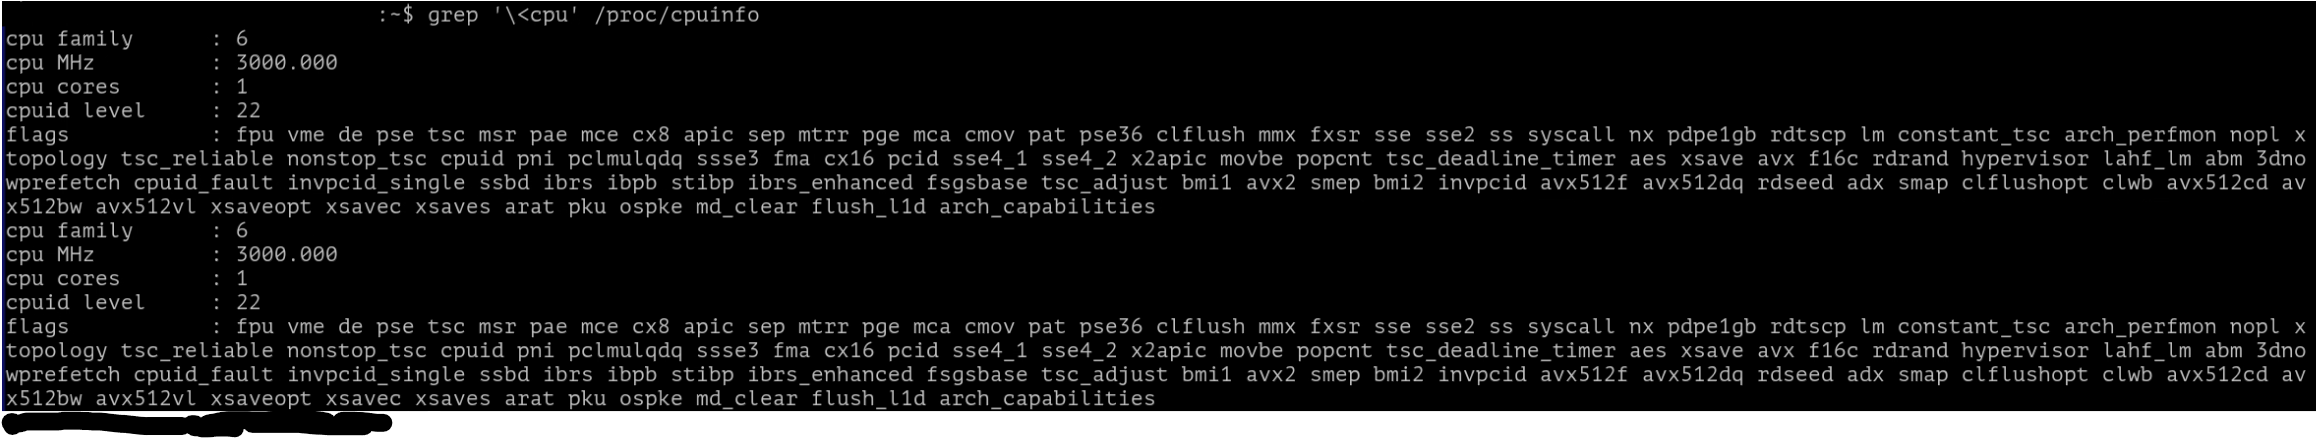 :~$ grep '\<cpu' /proc/cpuinfo
cpu family      : 6
cpu MHz         : 3000.000
cpu cores       : 1
cpuid level     : 22
flags           : fpu vme de pse tsc msr pae mce cx8 apic sep mtrr pge mca cmov pat pse36 clflush mmx fxsr sse sse2 ss syscall nx pdpe1gb rdtscp lm constant_tsc arch_perfmon nopl x
topology tsc_reliable nonstop_tsc cpuid pni pclmulqdq ssse3 fma cx16 pcid sse4_1 sse4_2 x2apic movbe popcnt tsc_deadline_timer aes xsave avx f16c rdrand hypervisor lahf_lm abm 3dno
wprefetch cpuid_fault invpcid_single ssbd ibrs ibpb stibp ibrs_enhanced fsgsbase tsc_adjust bmi1 avx2 smep bmi2 invpcid avx512f avx512dq rdseed adx smap clflushopt clwb avx512cd av
x512bw avx512vl xsaveopt xsavec xsaves arat pku ospke md_clear flush_l1d arch_capabilities
cpu family      : 6
cpu MHz         : 3000.000
cpu cores       : 1
cpuid level     : 22
flags           : fpu vme de pse tsc msr pae mce cx8 apic sep mtrr pge mca cmov pat pse36 clflush mmx fxsr sse sse2 ss syscall nx pdpe1gb rdtscp lm constant_tsc arch_perfmon nopl x
topology tsc_reliable nonstop_tsc cpuid pni pclmulqdq ssse3 fma cx16 pcid sse4_1 sse4_2 x2apic movbe popcnt tsc_deadline_timer aes xsave avx f16c rdrand hypervisor lahf_lm abm 3dno
wprefetch cpuid_fault invpcid_single ssbd ibrs ibpb stibp ibrs_enhanced fsgsbase tsc_adjust bmi1 avx2 smep bmi2 invpcid avx512f avx512dq rdseed adx smap clflushopt clwb avx512cd av
x512bw avx512vl xsaveopt xsavec xsaves arat pku ospke md_clear flush_l1d arch_capabilities